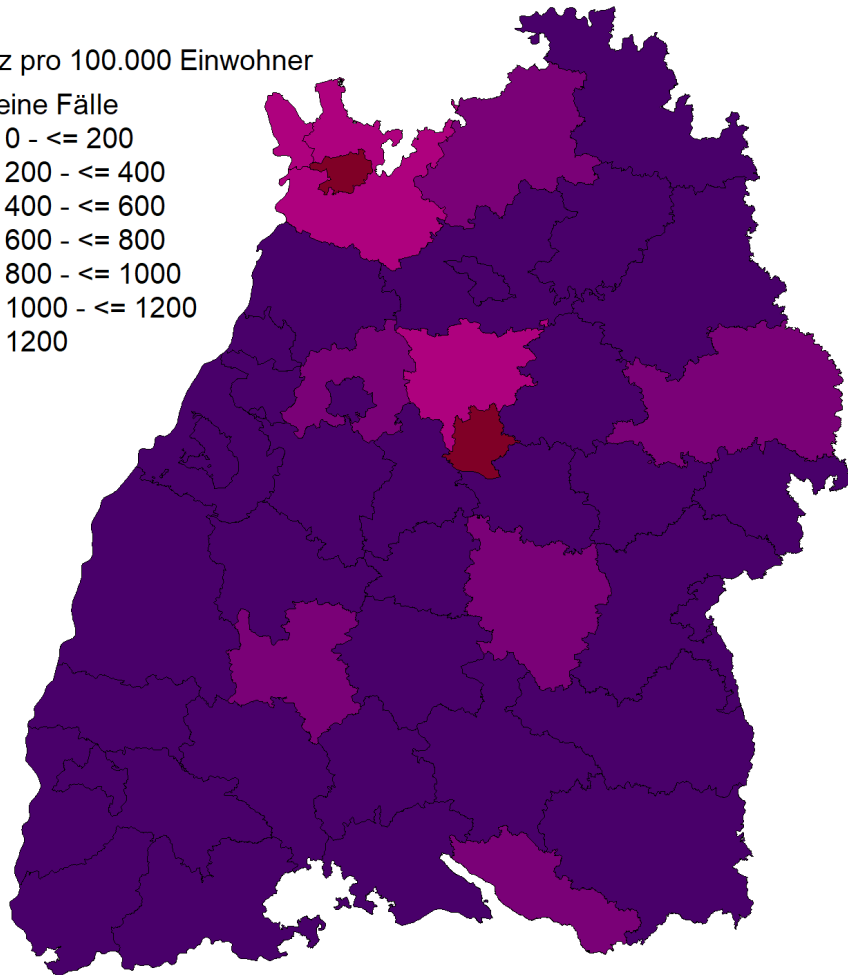 z pro 100.000 Einwohner
eine Fälle
0 - <= 200
200 - <= 400
400 - <= 600
600 - <= 800
800 - <= 1000
1000 - <= 1200
1200